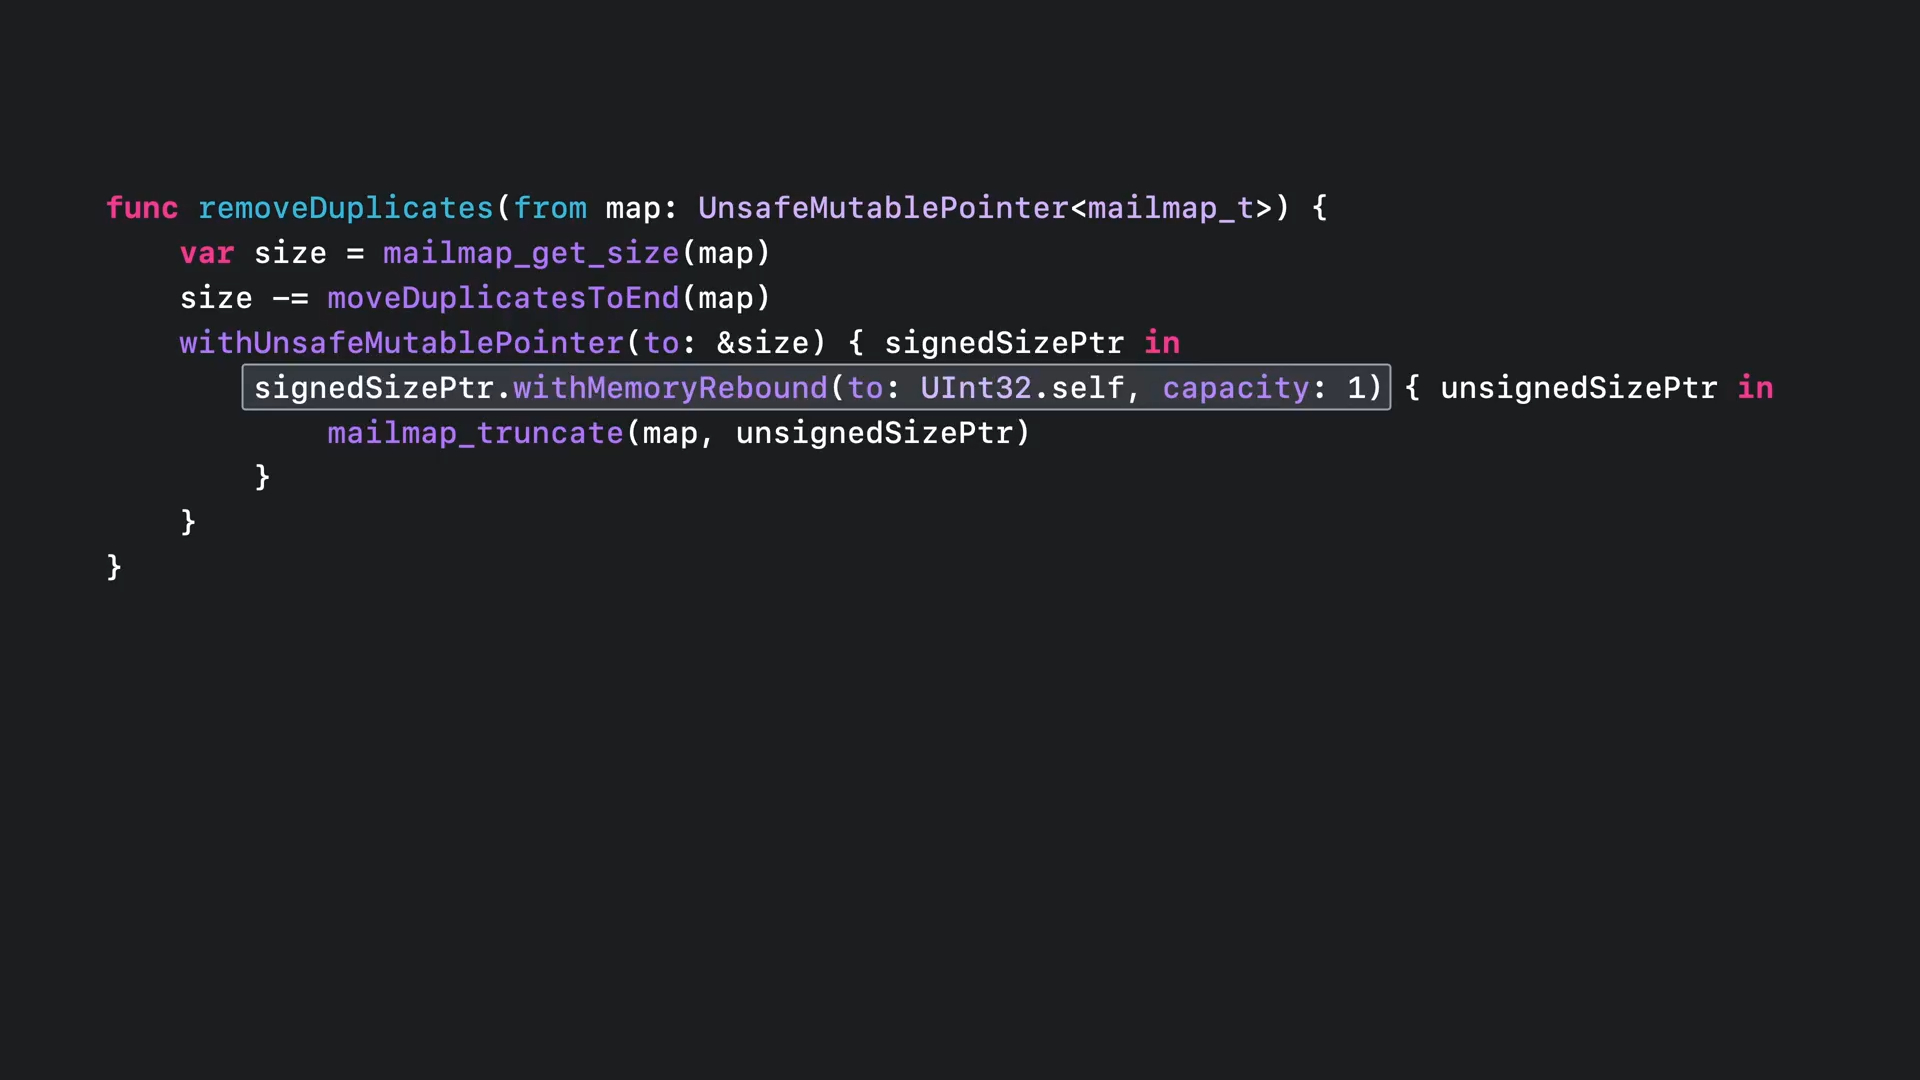 func removeDuplicates(from map: UnsafeMutablePointer<mailmap_t>) {
    var size = mailmap_get_size(map)
    size -= moveDuplicatesToEnd(map)
    withUnsafeMutablePointer(to: &size) { signedSizePtr in
        signedSizePtr.withMemoryRebound(to: UInt32.self, capacity: 1) { unsignedSizePtr in
            mailmap_truncate(map, unsignedSizePtr)
        }
    }
}